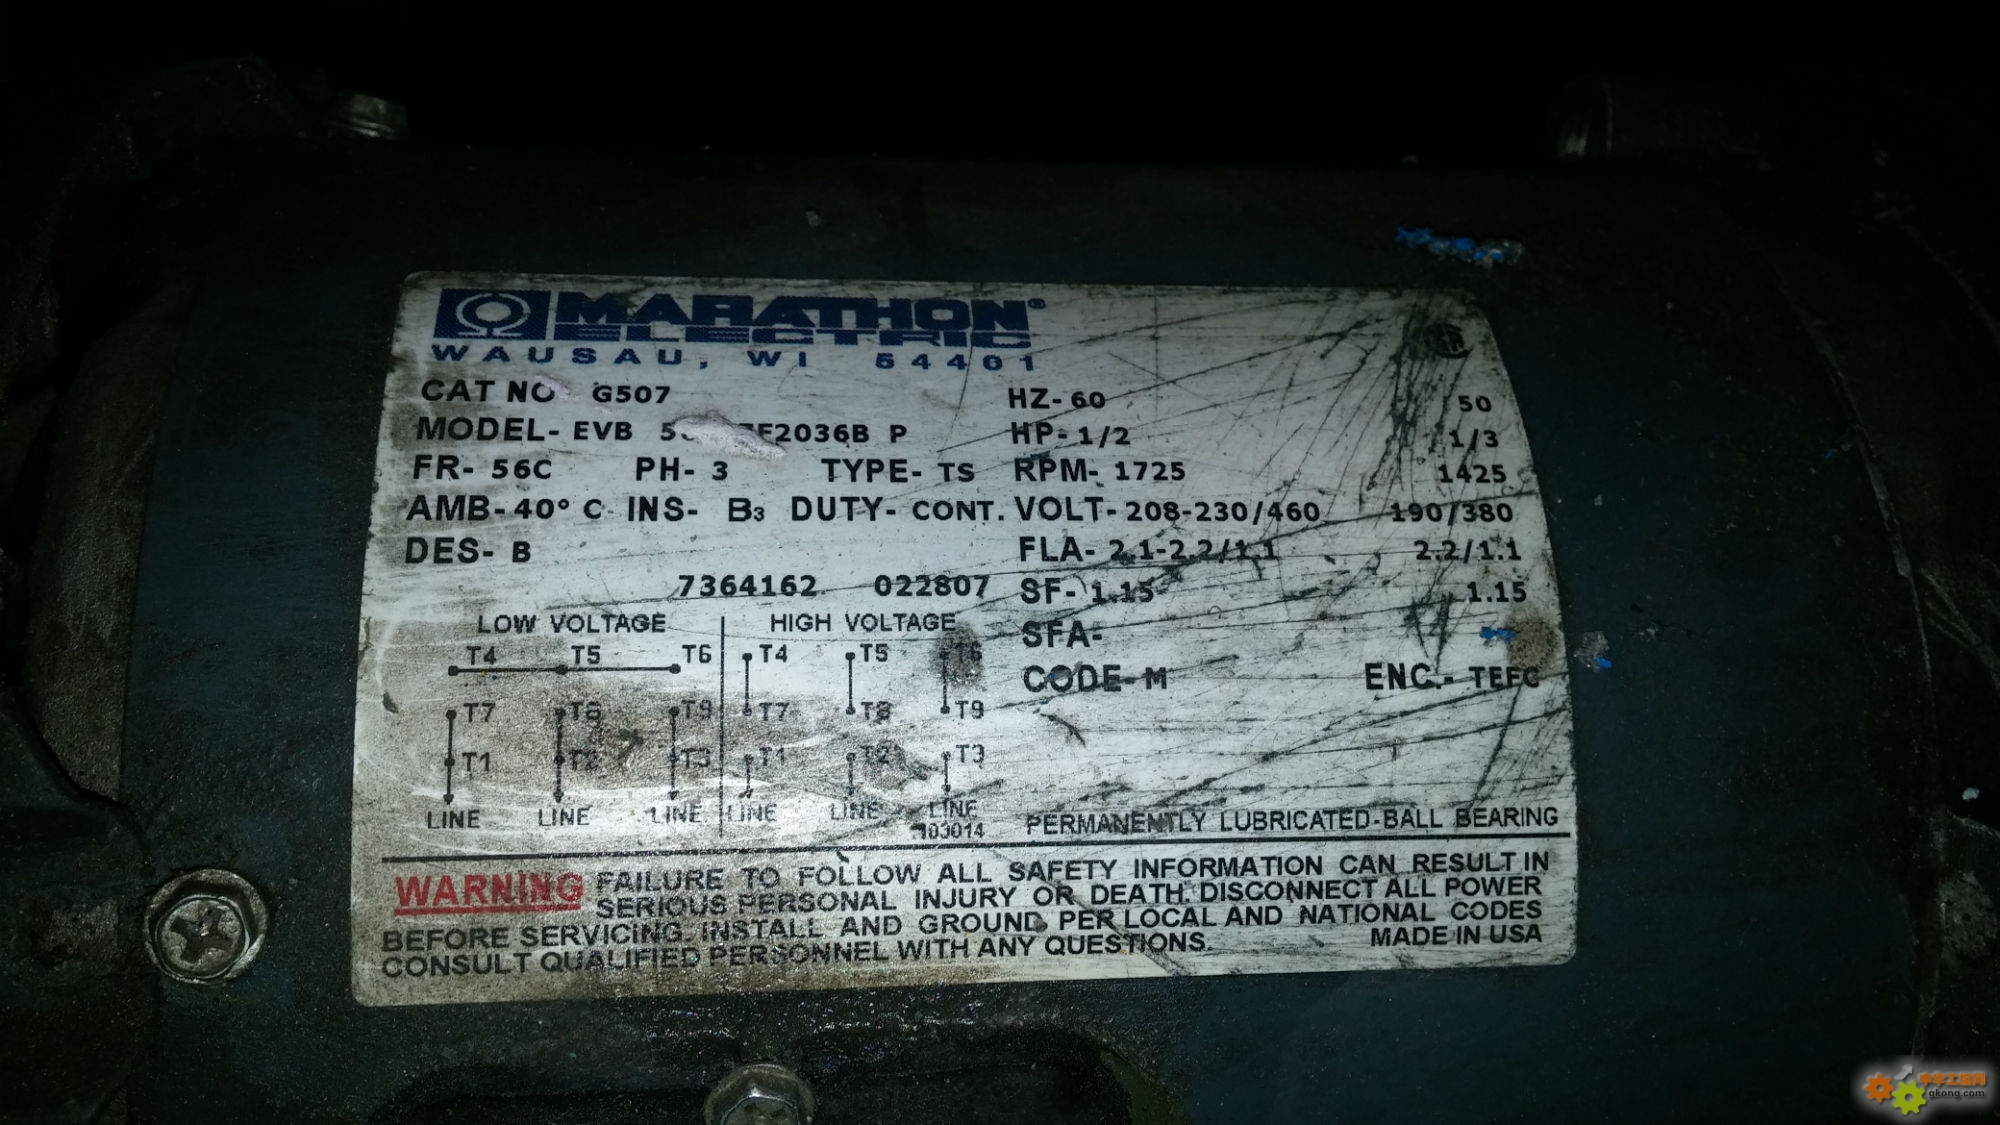 MARATHON®
ELECTRIC
WAUSAU, WI 54401
CAT NO G507 HZ- 60 50
MODEL- EVB 2036B P HP- 1/2 1/3
FR- 56C PH- 3 TYPE- TS RPM- 1725 1425
AMB- 40° C INS- B3 DUTY- CONT. VOLT- 208-230/460 190/380
DES- B FLA- 2.1-2.2/1.1 2.2/1.1
7364162 022807 SF- 1.15 1.15
LOW VOLTAGE HIGH VOLTAGE SFA-
T4 T5 T6 T4 T5 T6
CODE- M ENC.- TEFC
T7 T8 T9 T7 T8 T9
T1 T2 T3 T1 T2 T3
LINE LINE LINE LINE LINE LINE
103014 PERMANENTLY LUBRICATED-BALL BEARING
WARNING FAILURE TO FOLLOW ALL SAFETY INFORMATION CAN RESULT IN
SERIOUS PERSONAL INJURY OR DEATH. DISCONNECT ALL POWER
BEFORE SERVICING. INSTALL AND GROUND PER LOCAL AND NATIONAL CODES
CONSULT QUALIFIED PERSONNEL WITH ANY QUESTIONS. MADE IN USA
中华工控网
gkong.com